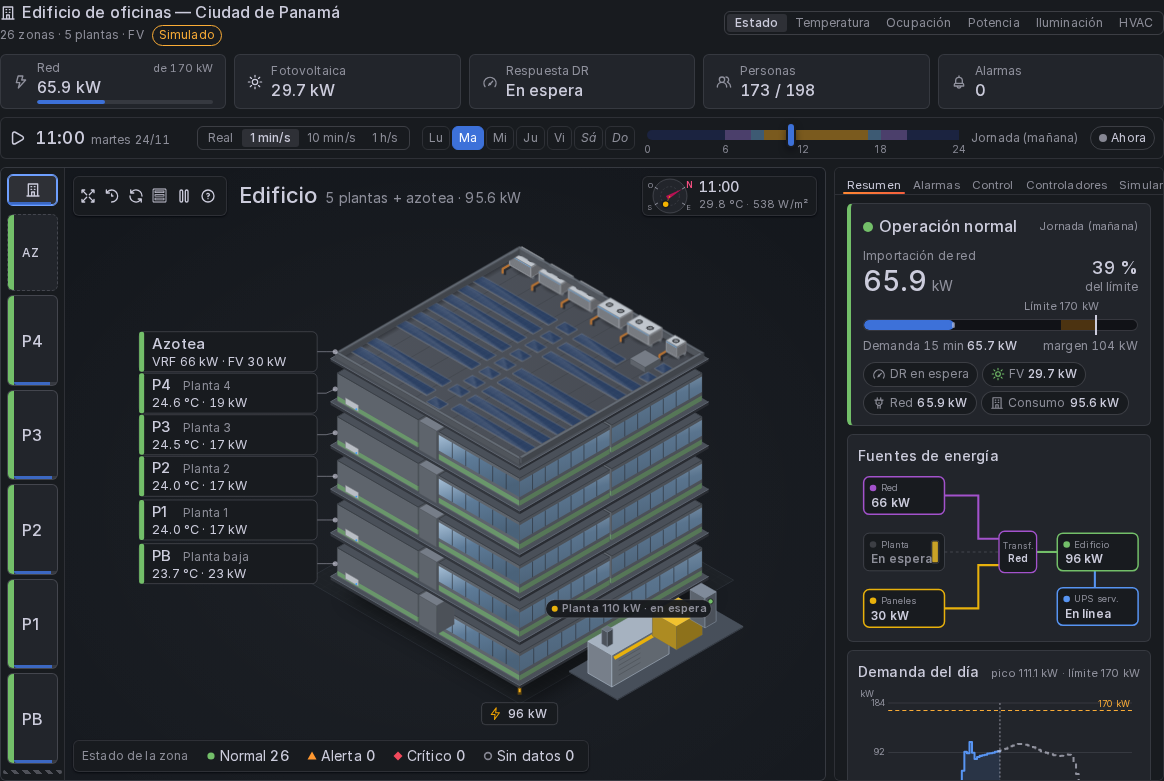 Edificio de oficinas — Ciudad de Panamá
26 zonas · 5 plantas · FV Simulado
Estado Temperatura Ocupación Potencia Iluminación HVAC
Red de 170 kW
65.9 kW
Fotovoltaica
29.7 kW
Respuesta DR
En espera
Personas
173 / 198
Alarmas
0
11:00 martes 24/11
Real 1 min/s 10 min/s 1 h/s
Lu Ma Mi Ju Vi Sá Do
0 6 12 18 24
Jornada (mañana)
Ahora
AZ
P4
P3
P2
P1
PB
Edificio 5 plantas + azotea · 95.6 kW
N
O
S
11:00
29.8 °C · 538 W/m²
Azotea
VRF 66 kW · FV 30 kW
P4 Planta 4
24.6 °C · 19 kW
P3 Planta 3
24.5 °C · 17 kW
P2 Planta 2
24.0 °C · 17 kW
P1 Planta 1
24.0 °C · 17 kW
PB Planta baja
23.7 °C · 23 kW
Planta 110 kW · en espera
96 kW
Estado de la zona Normal 26 Alerta 0 Crítico 0 Sin datos 0
Resumen Alarmas Control Controladores Simular
Operación normal Jornada (mañana)
Importación de red
65.9 kW
39 %
del límite
Límite 170 kW
Demanda 15 min 65.7 kW margen 104 kW
DR en espera FV 29.7 kW
Red 65.9 kW Consumo 95.6 kW
Fuentes de energía
Red
66 kW
Planta
En espera
Paneles
30 kW
Transf.
Red
Edificio
96 kW
UPS serv.
En línea
Demanda del día pico 111.1 kW · límite 170 kW
kW
184
170 kW
92